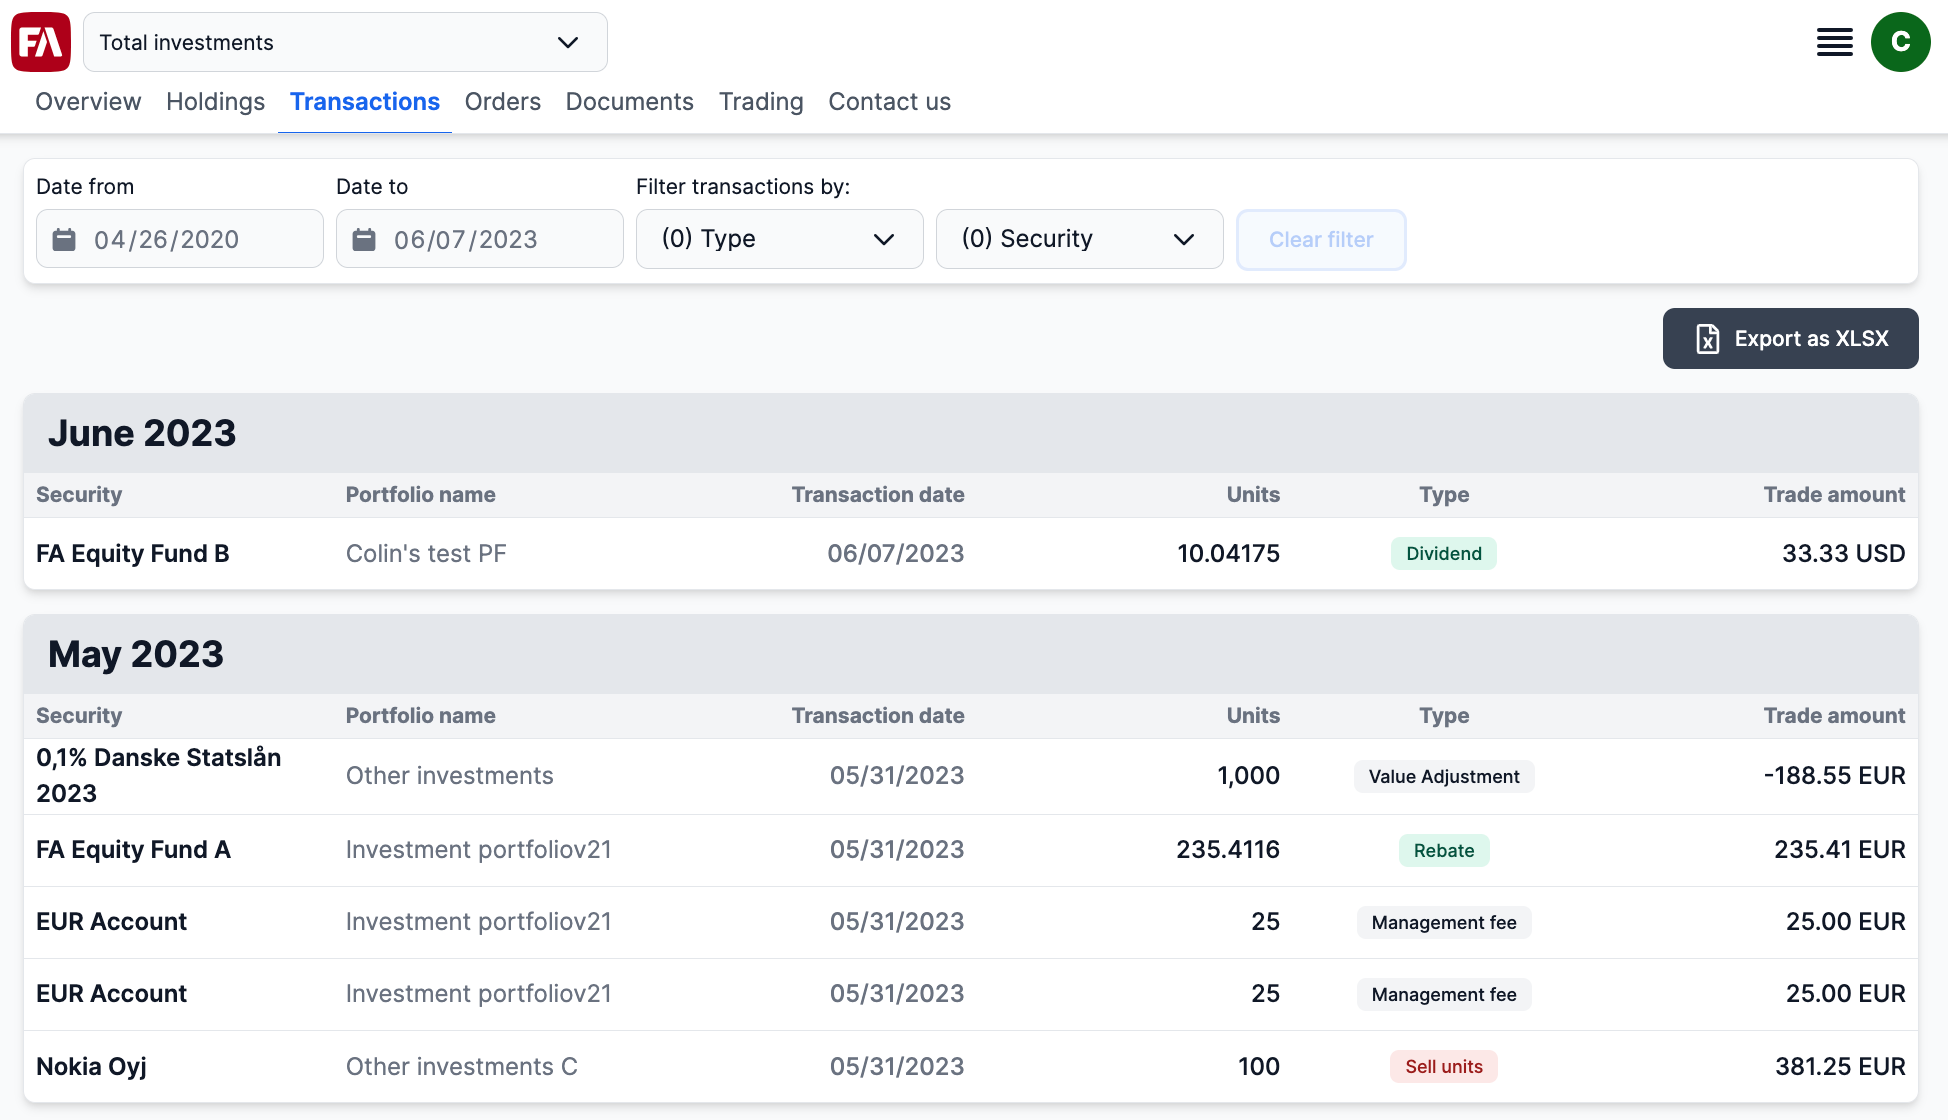 FA
Total investments
C
Overview Holdings Transactions Orders Documents Trading Contact us
Date from Date to Filter transactions by:
04/26/2020 06/07/2023 (0) Type (0) Security Clear filter
X Export as XLSX
June 2023
Security Portfolio name Transaction date Units Type Trade amount
FA Equity Fund B Colin's test PF 06/07/2023 10.04175 Dividend 33.33 USD
May 2023
Security Portfolio name Transaction date Units Type Trade amount
0,1% Danske Statslån
2023
Other investments 05/31/2023 1,000 Value Adjustment -188.55 EUR
FA Equity Fund A Investment portfoliov21 05/31/2023 235.4116 Rebate 235.41 EUR
EUR Account Investment portfoliov21 05/31/2023 25 Management fee 25.00 EUR
EUR Account Investment portfoliov21 05/31/2023 25 Management fee 25.00 EUR
Nokia Oyj Other investments C 05/31/2023 100 Sell units 381.25 EUR